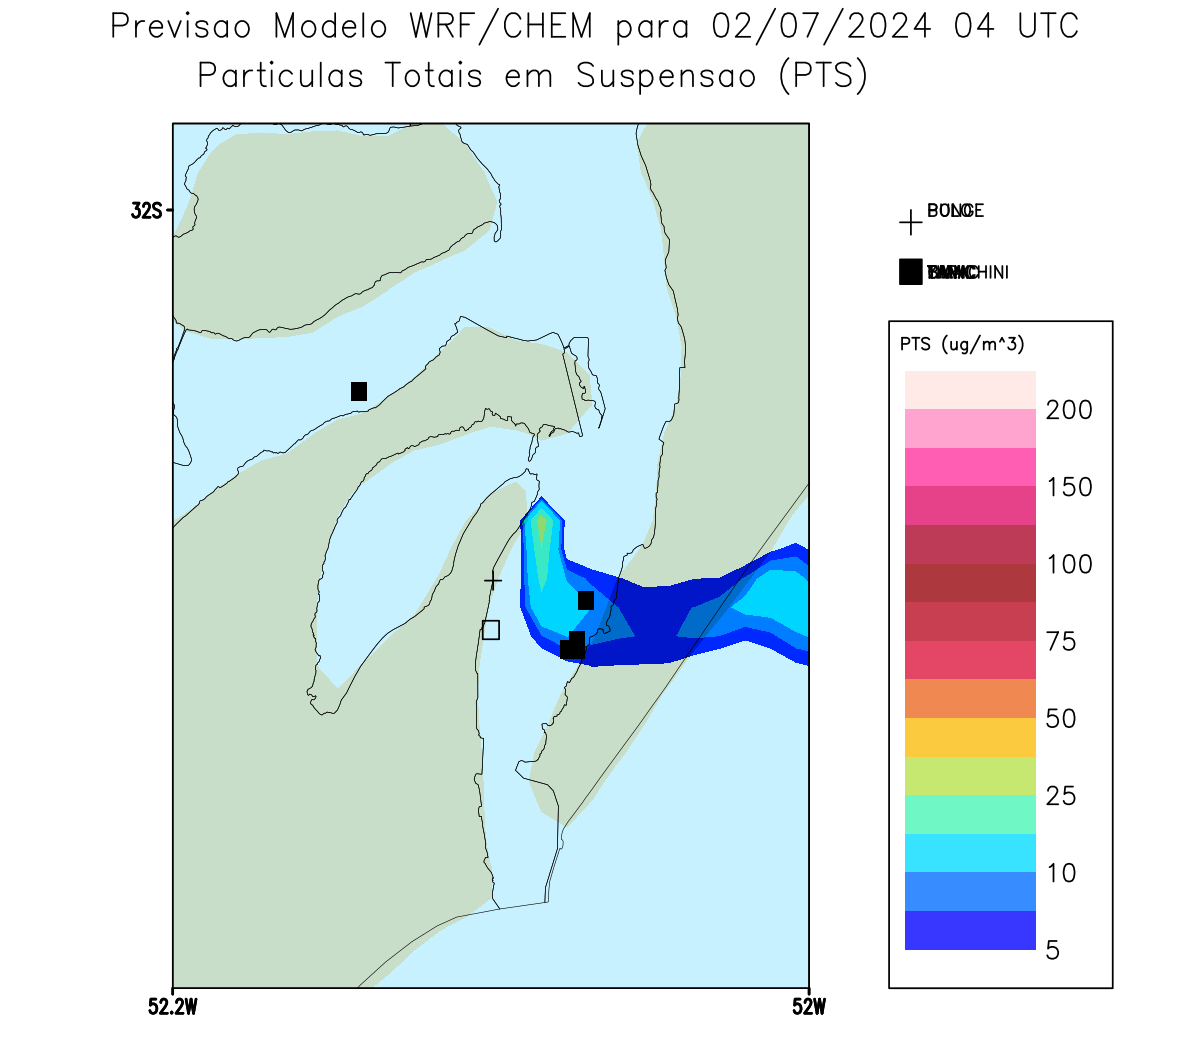 Previsao Modelo WRF/CHEM para 02/07/2024 04 UTC
Particulas Totais em Suspensao (PTS)
32S
PTS (ug/m^3)
200
150
100
75
50
25
10
5
52.2W
52W